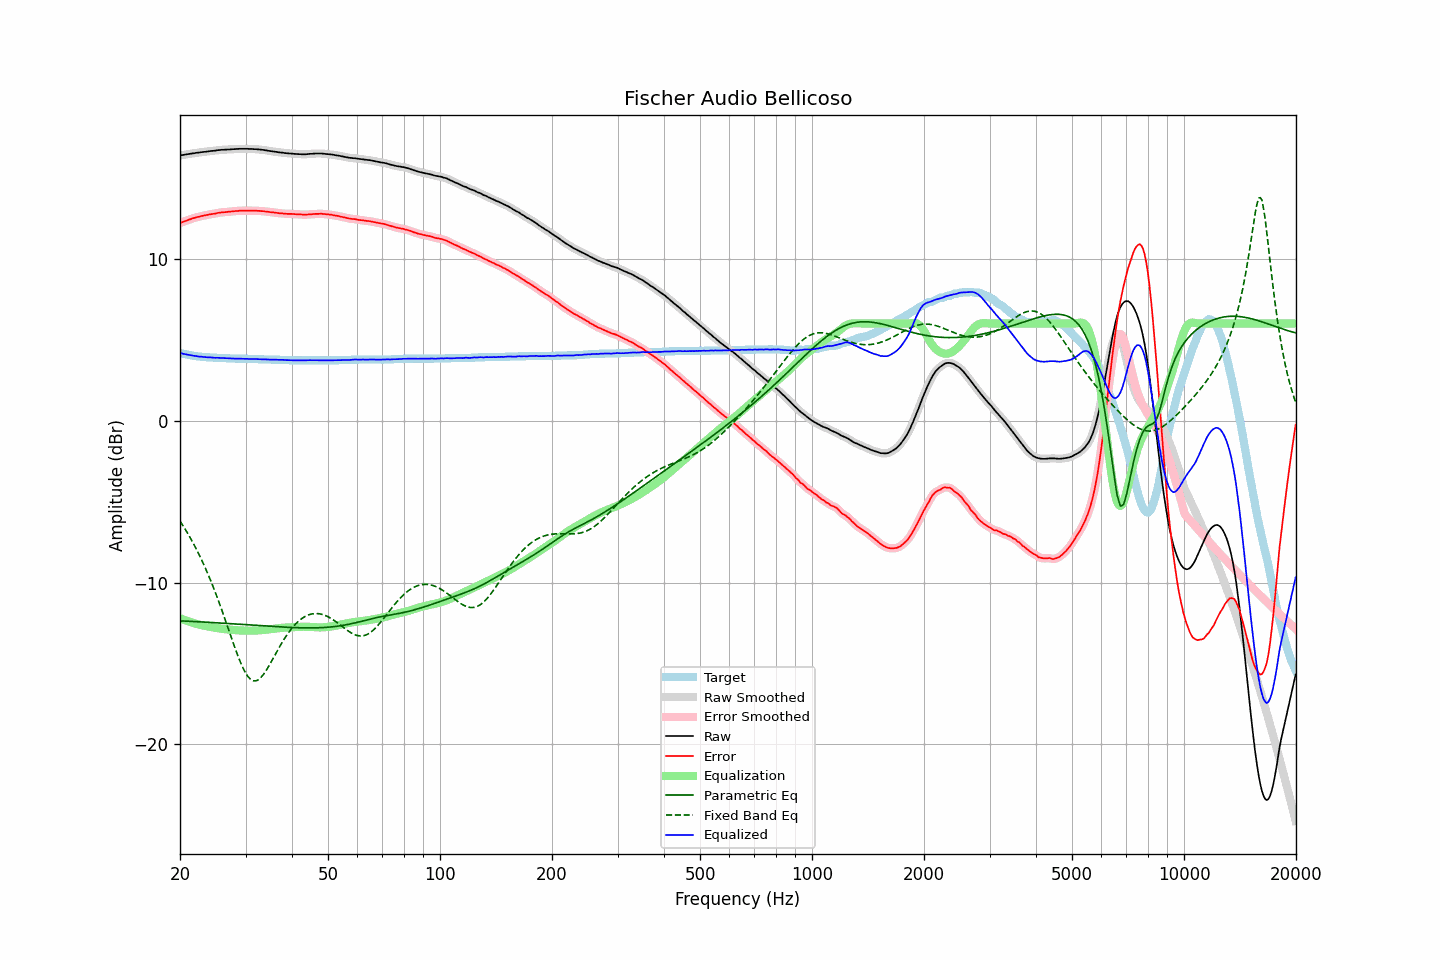 Fischer Audio Bellicoso
Amplitude (dBr)
10
0
−10
−20
20
50
100
200
500
1000
2000
5000
10000
20000
Frequency (Hz)
Target
Raw Smoothed
Error Smoothed
Raw
Error
Equalization
Parametric Eq
Fixed Band Eq
Equalized